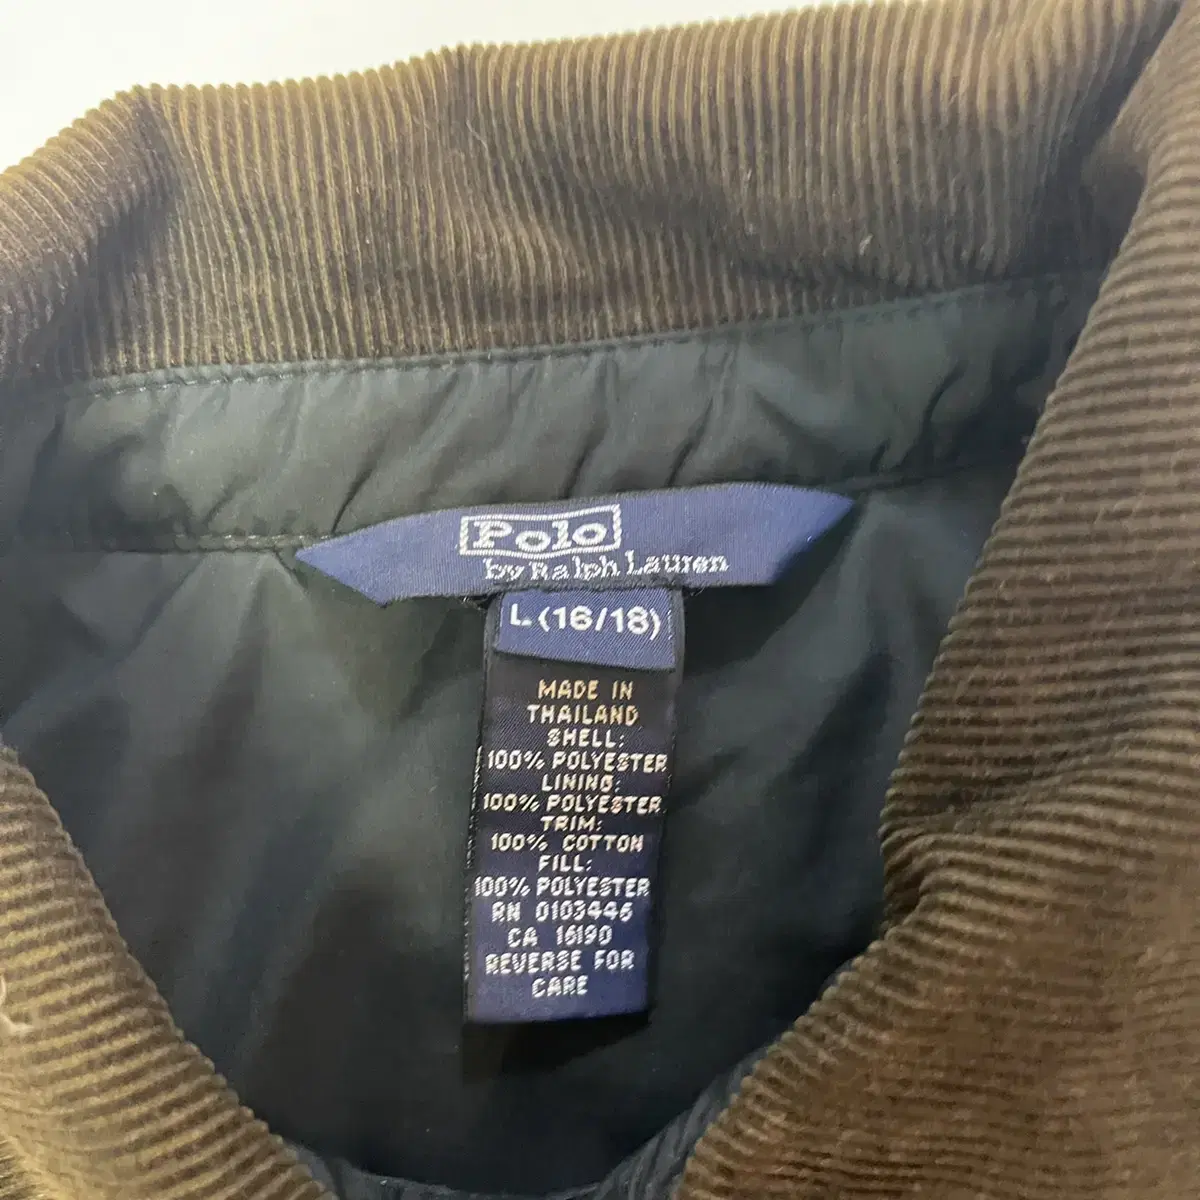 Polo
by Ralph Lauren
L (16/18)
MADE IN
THAILAND
SHELL:
100% POLYESTER
LINING:
100% POLYESTER
TRIM:
100% COTTON
FILL:
100% POLYESTER
RN 0103446
CA 16190
REVERSE FOR
CARE